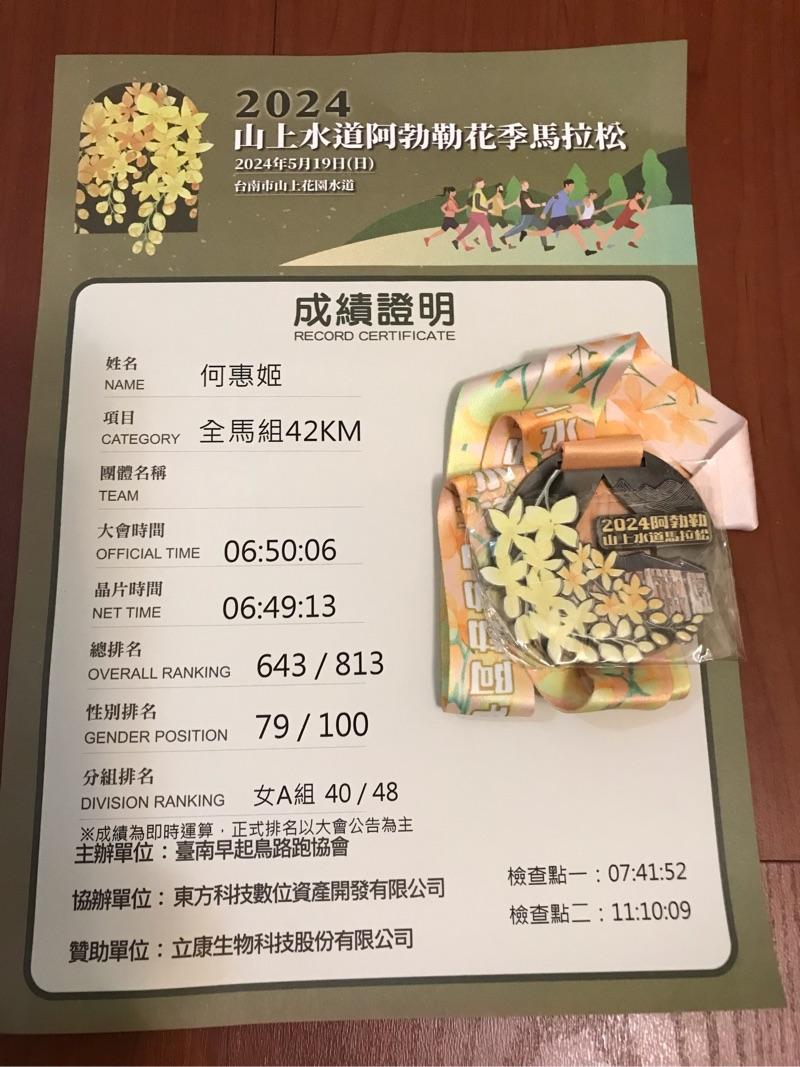 2024
山上水道阿勃勒花季馬拉松
2024年5月19日(日)
台南市山上花園水道
成績證明
RECORD CERTIFICATE
姓名
NAME
何惠姬
項目
CATEGORY
全馬組42KM
團體名稱
TEAM
大會時間
OFFICIAL TIME
06:50:06
晶片時間
NET TIME
06:49:13
總排名
OVERALL RANKING
643 / 813
性別排名
GENDER POSITION
79 / 100
分組排名
DIVISION RANKING
女A組 40 / 48
※成績為即時運算，正式排名以大會公告為主
主辦單位：臺南早起鳥路跑協會
協辦單位：東方科技數位資產開發有限公司
贊助單位：立康生物科技股份有限公司
檢查點一：07:41:52
檢查點二：11:10:09
2024阿勃勒
山上水道馬拉松